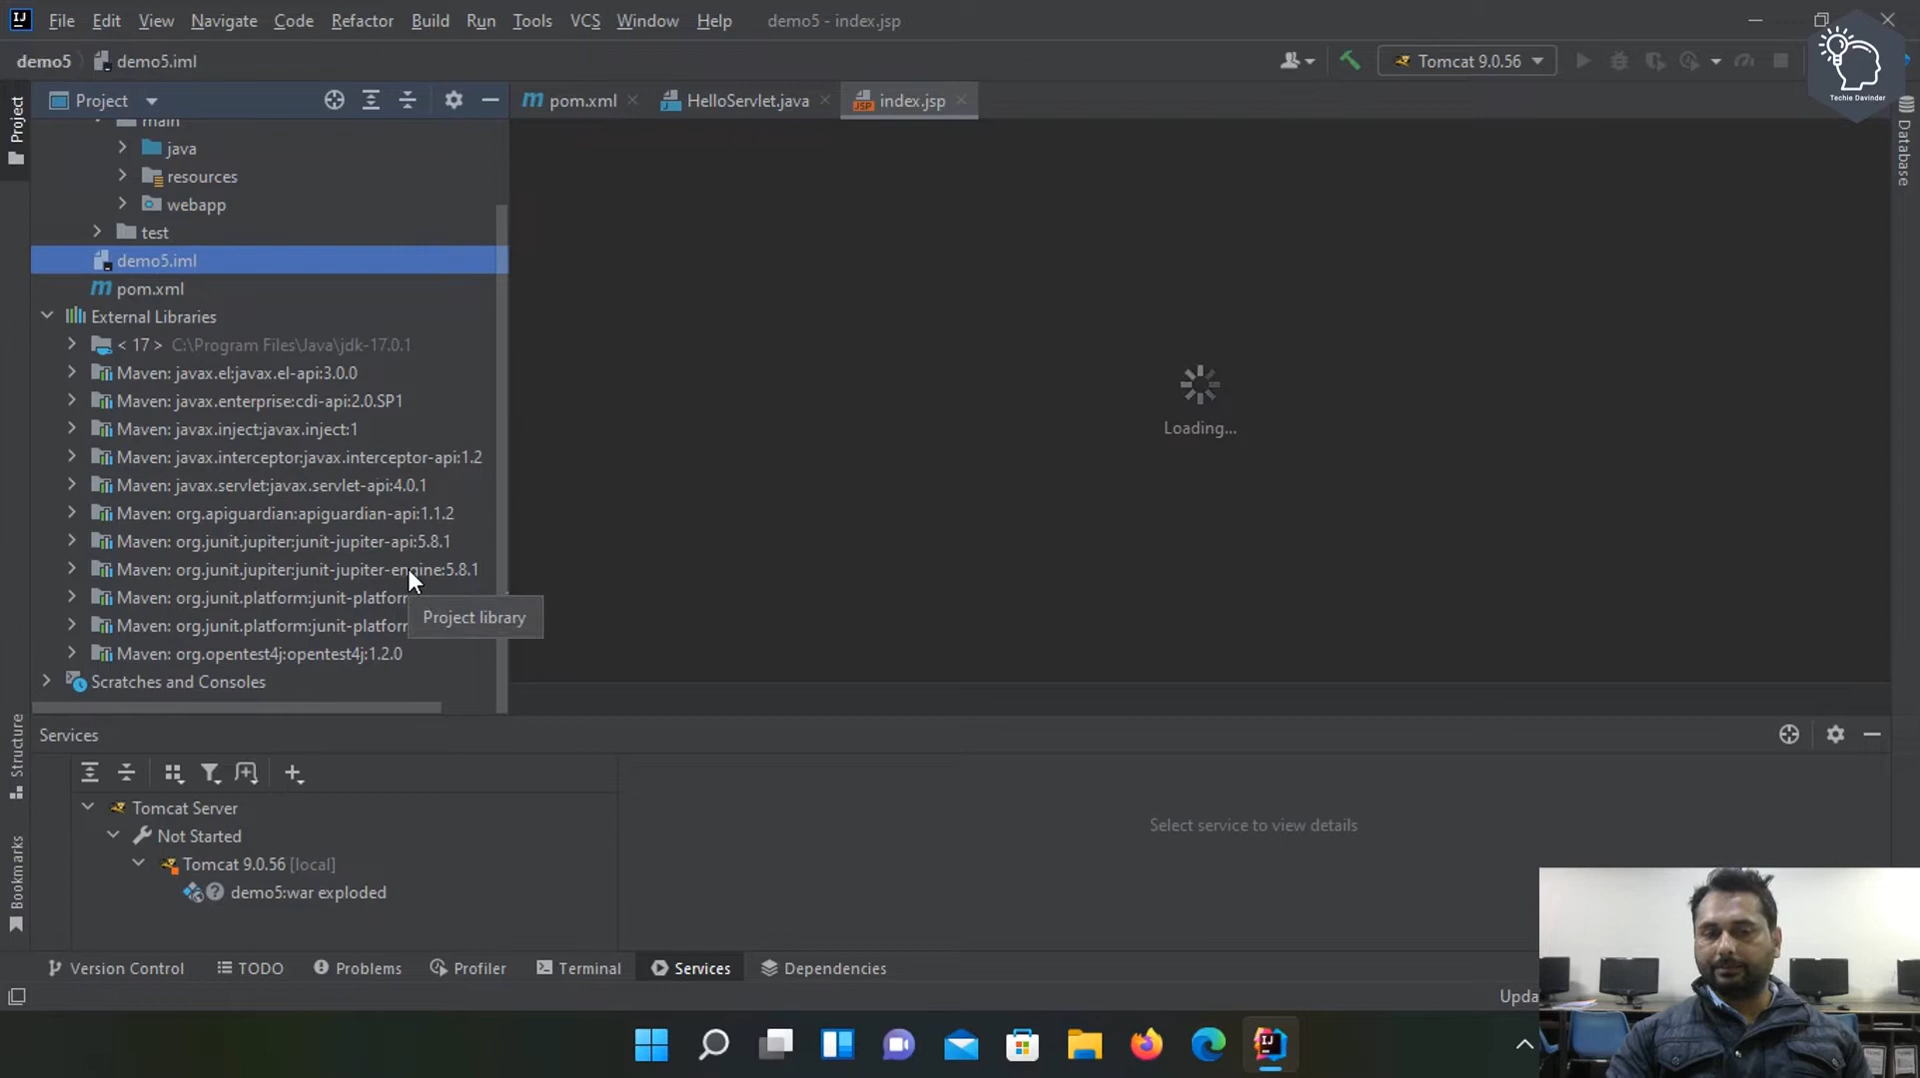 File Edit View Navigate Code Refactor Build Run Tools VCS Window Help demo5 - index.jsp
demo5 demo5.iml Tomcat 9.0.56
Techie Davinder
Project pom.xml HelloServlet.java index.jsp
Project
Database
main
java
resources
webapp
test
demo5.iml
pom.xml
External Libraries
< 17 > C:\Program Files\Java\jdk-17.0.1
Maven: javax.el:javax.el-api:3.0.0
Maven: javax.enterprise:cdi-api:2.0.SP1
Maven: javax.inject:javax.inject:1
Maven: javax.interceptor:javax.interceptor-api:1.2
Maven: javax.servlet:javax.servlet-api:4.0.1
Maven: org.apiguardian:apiguardian-api:1.1.2
Maven: org.junit.jupiter:junit-jupiter-api:5.8.1
Maven: org.junit.jupiter:junit-jupiter-engine:5.8.1
Maven: org.junit.platform:junit-platfor
Maven: org.junit.platform:junit-platfor
Project library
Maven: org.opentest4j:opentest4j:1.2.0
Scratches and Consoles
Loading...
Structure
Bookmarks
Services
Tomcat Server
Not Started
Tomcat 9.0.56 [local]
demo5:war exploded
Select service to view details
Version Control TODO Problems Profiler Terminal Services Dependencies
Upda